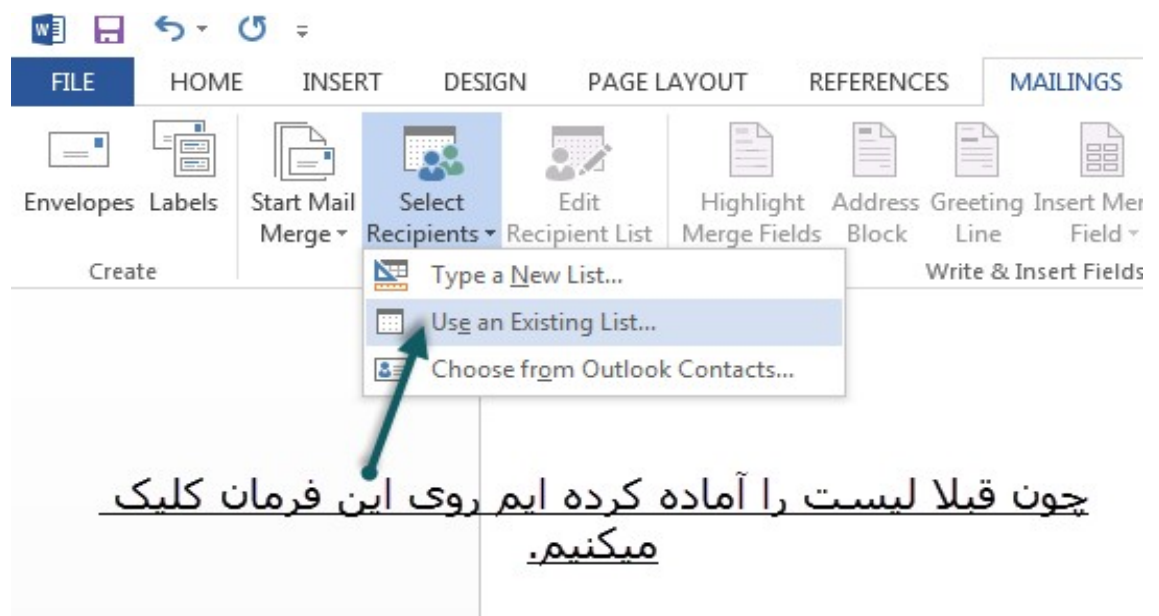 FILE HOME INSERT DESIGN PAGE LAYOUT REFERENCES MAILINGS
Envelopes Labels Start Mail Select Edit Highlight Address Greeting Insert Mer
Merge Recipients Recipient List Merge Fields Block Line Field
Create Write & Insert Fields
Type a New List...
Use an Existing List...
Choose from Outlook Contacts...
چون قبلا لیست را آماده کرده ایم روی این فرمان کلیک
میکنیم.